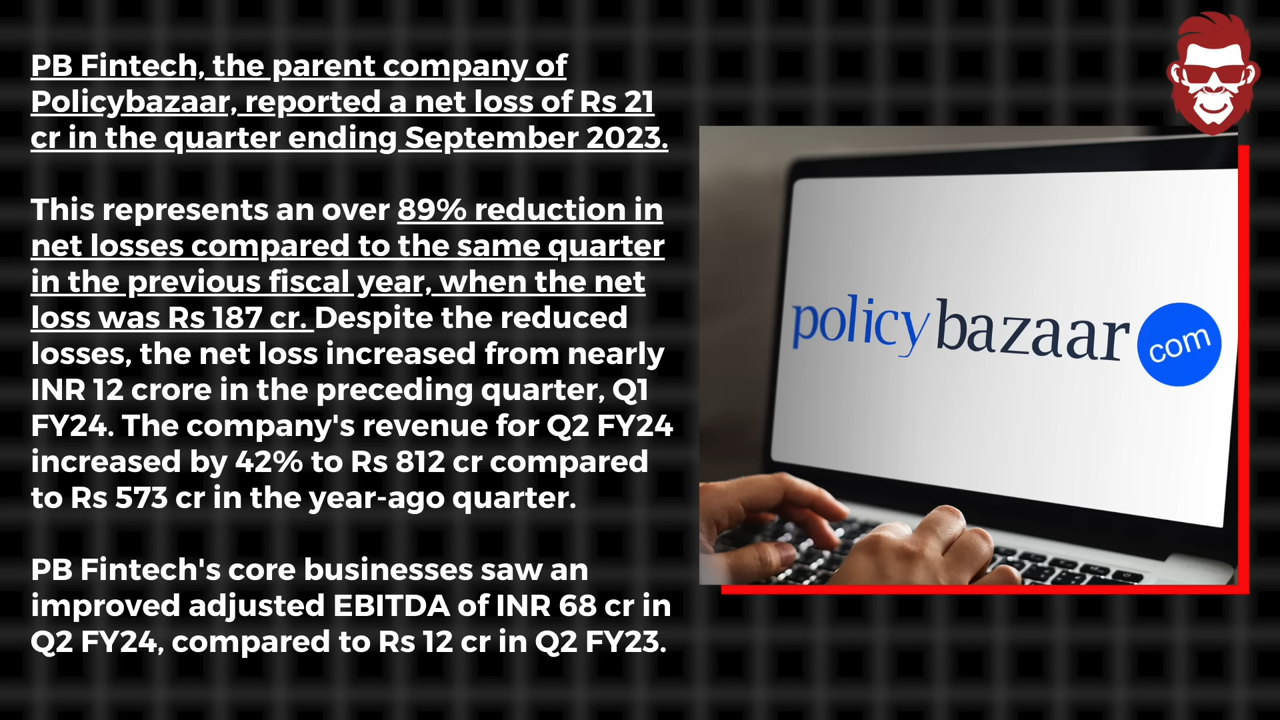 PB Fintech, the parent company of
Policybazaar, reported a net loss of Rs 21
cr in the quarter ending September 2023.
This represents an over 89% reduction in
net losses compared to the same quarter
in the previous fiscal year, when the net
loss was Rs 187 cr. Despite the reduced
losses, the net loss increased from nearly
INR 12 crore in the preceding quarter, Q1
FY24. The company's revenue for Q2 FY24
increased by 42% to Rs 812 cr compared
to Rs 573 cr in the year-ago quarter.
PB Fintech's core businesses saw an
improved adjusted EBITDA of INR 68 cr in
Q2 FY24, compared to Rs 12 cr in Q2 FY23.
policybazaar com